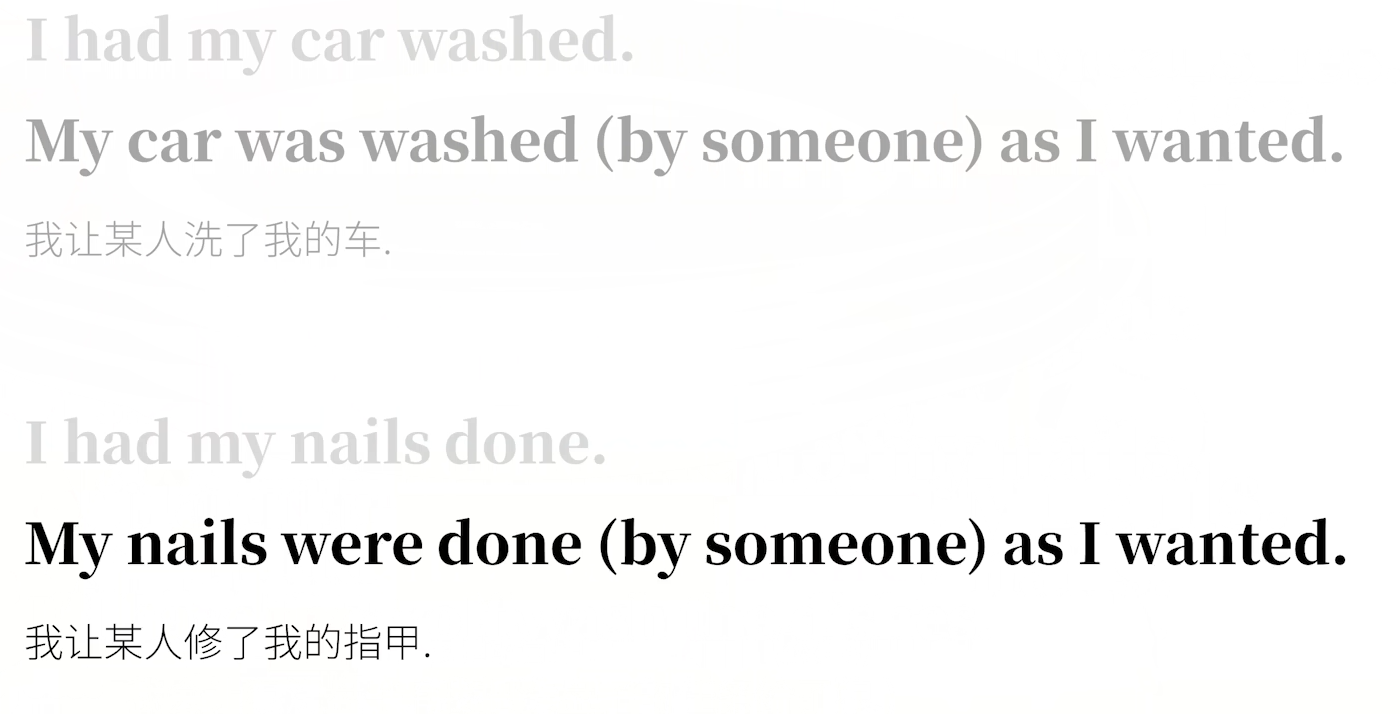 I had my car washed.
My car was washed (by someone) as I wanted.
我让某人洗了我的车.
I had my nails done.
My nails were done (by someone) as I wanted.
我让某人修了我的指甲.